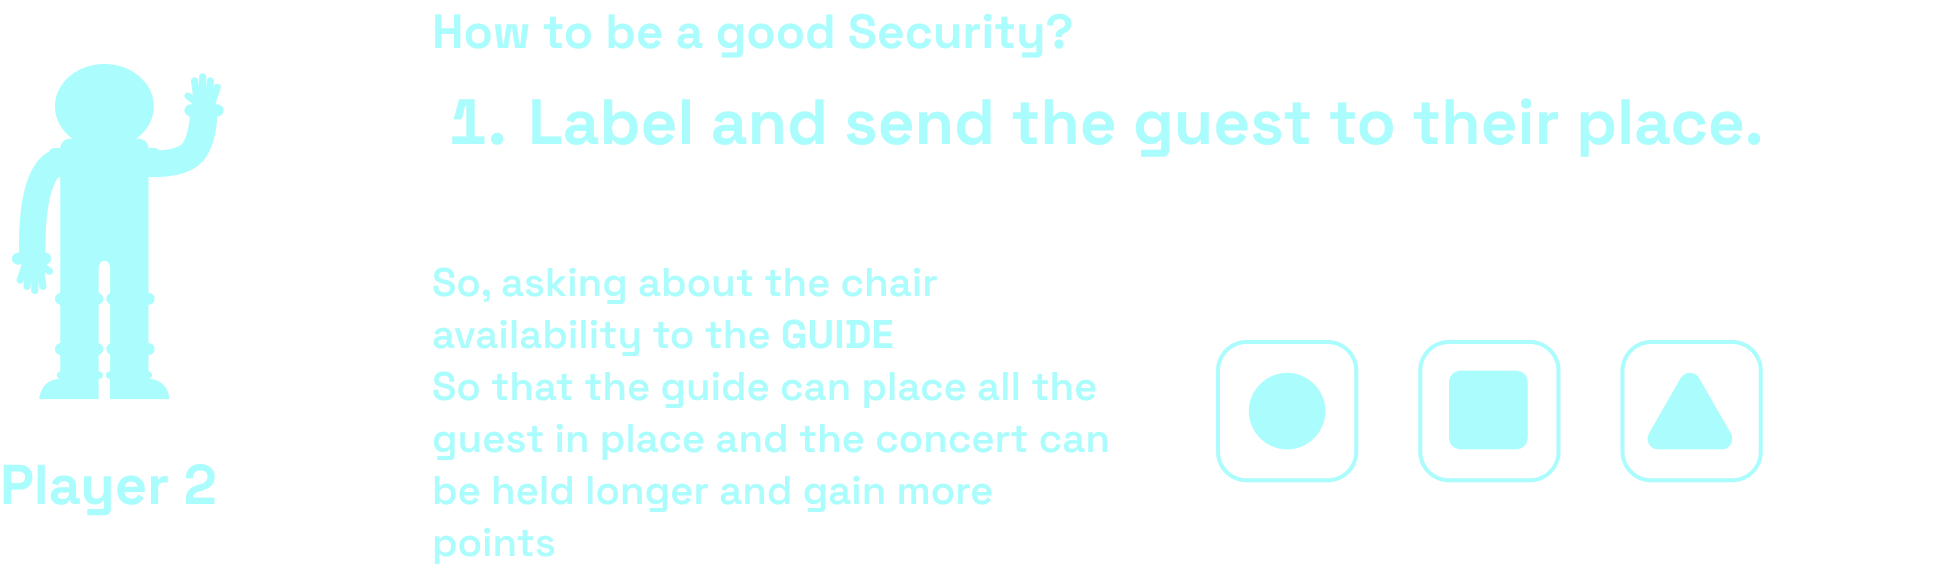 How to be a good Security?
1. Label and send the guest to their place.
So, asking about the chair
availability to the GUIDE
So that the guide can place all the
guest in place and the concert can
be held longer and gain more
points
Player 2